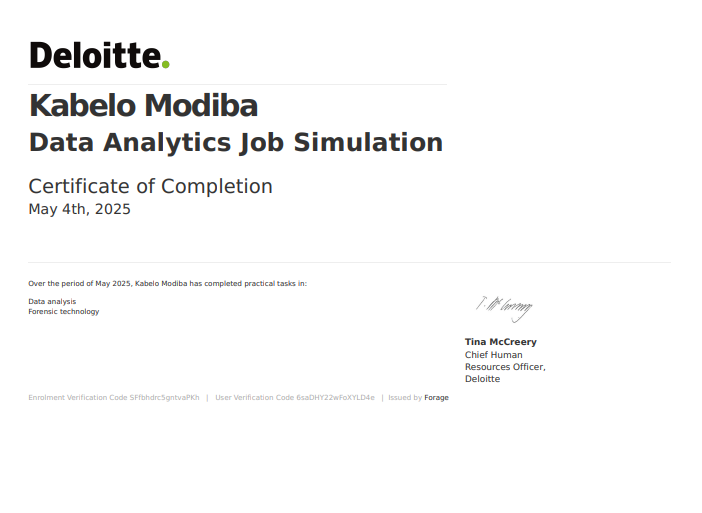 Deloitte.
Kabelo Modiba
Data Analytics Job Simulation
Certificate of Completion
May 4th, 2025
Over the period of May 2025, Kabelo Modiba has completed practical tasks in:
Data analysis
Forensic technology
Tina McCreery
Chief Human
Resources Officer,
Deloitte
Enrolment Verification Code SFfbhdrcSgntvaPKh | User Verification Code 6saDHY22wFoXYLD4e | Issued by Forage